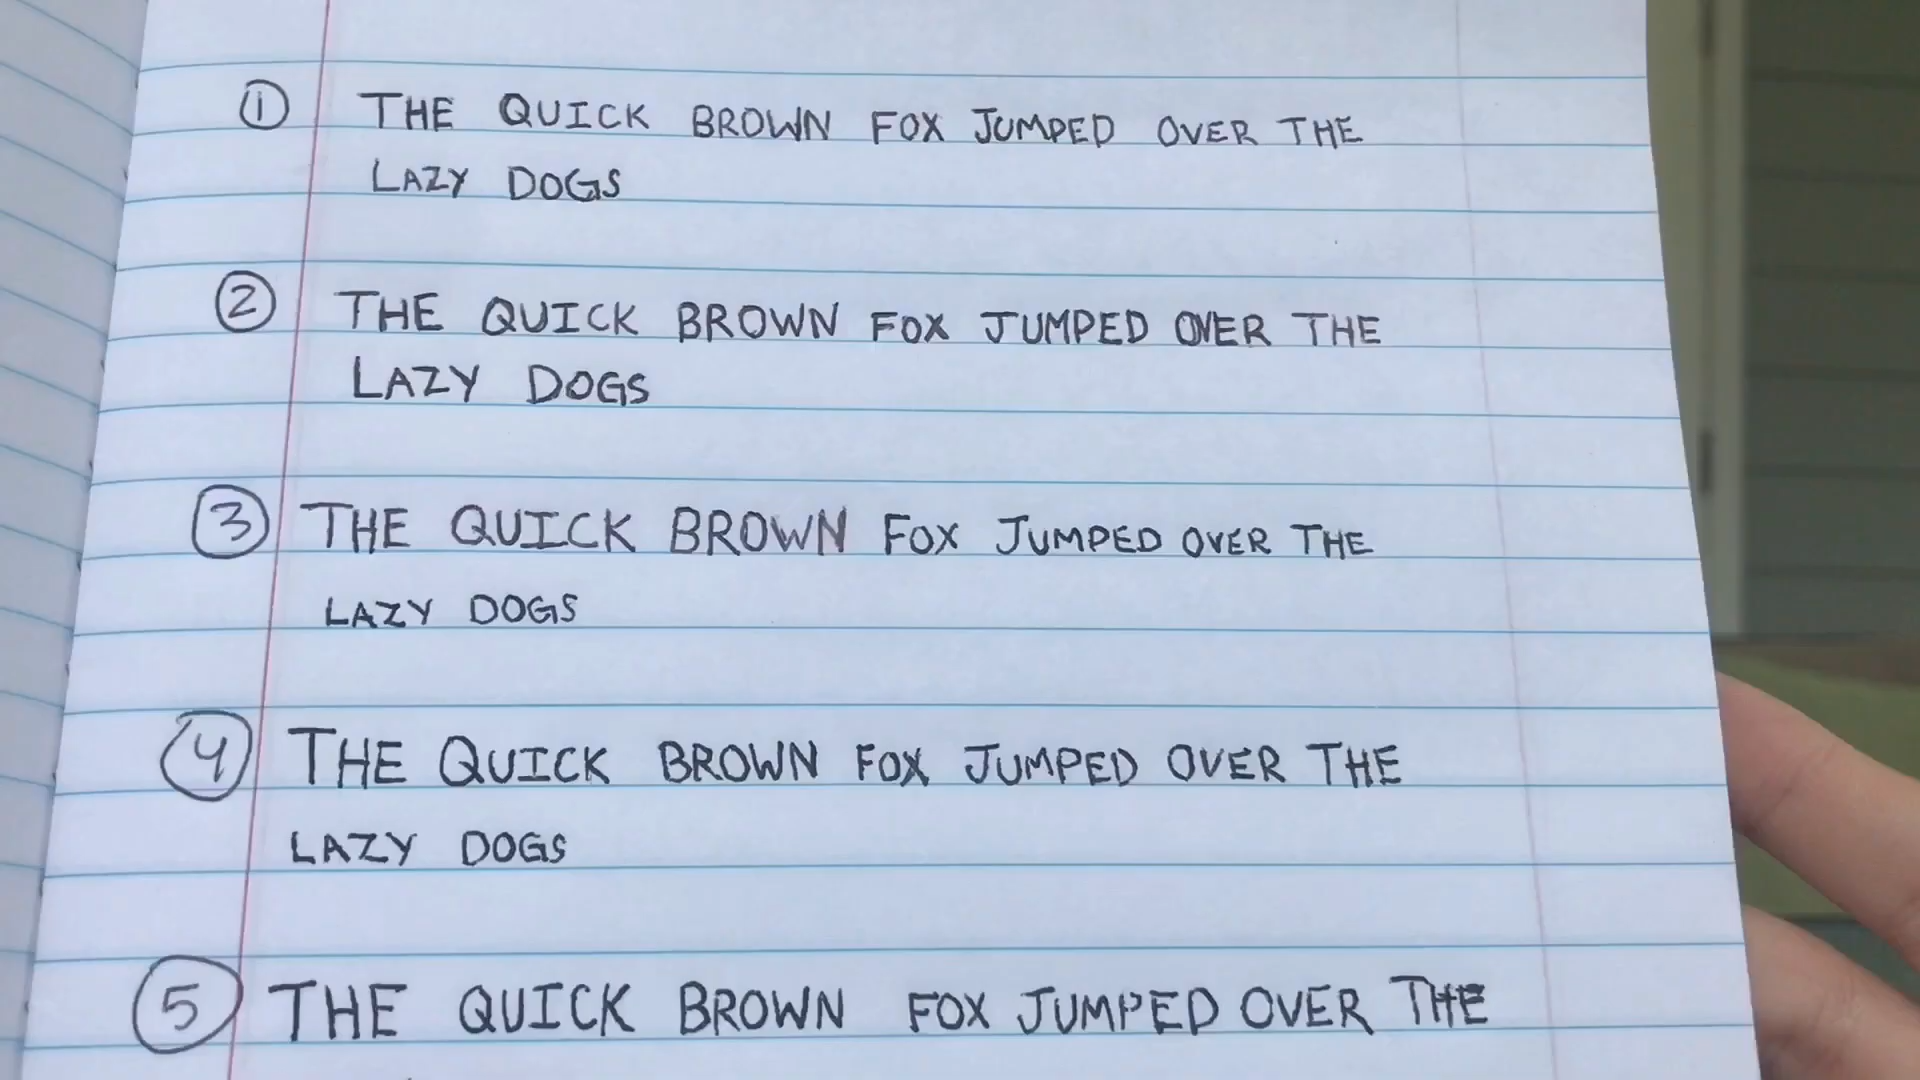 ① THE QUICK BROWN FOX JUMPED OVER THE
LAZY DOGS
② THE QUICK BROWN FOX JUMPED OVER THE
LAZY DOGS
③ THE QUICK BROWN FOX JUMPED OVER THE
LAZY DOGS
④ THE QUICK BROWN FOX JUMPED OVER THE
LAZY DOGS
⑤ THE QUICK BROWN FOX JUMPED OVER THE